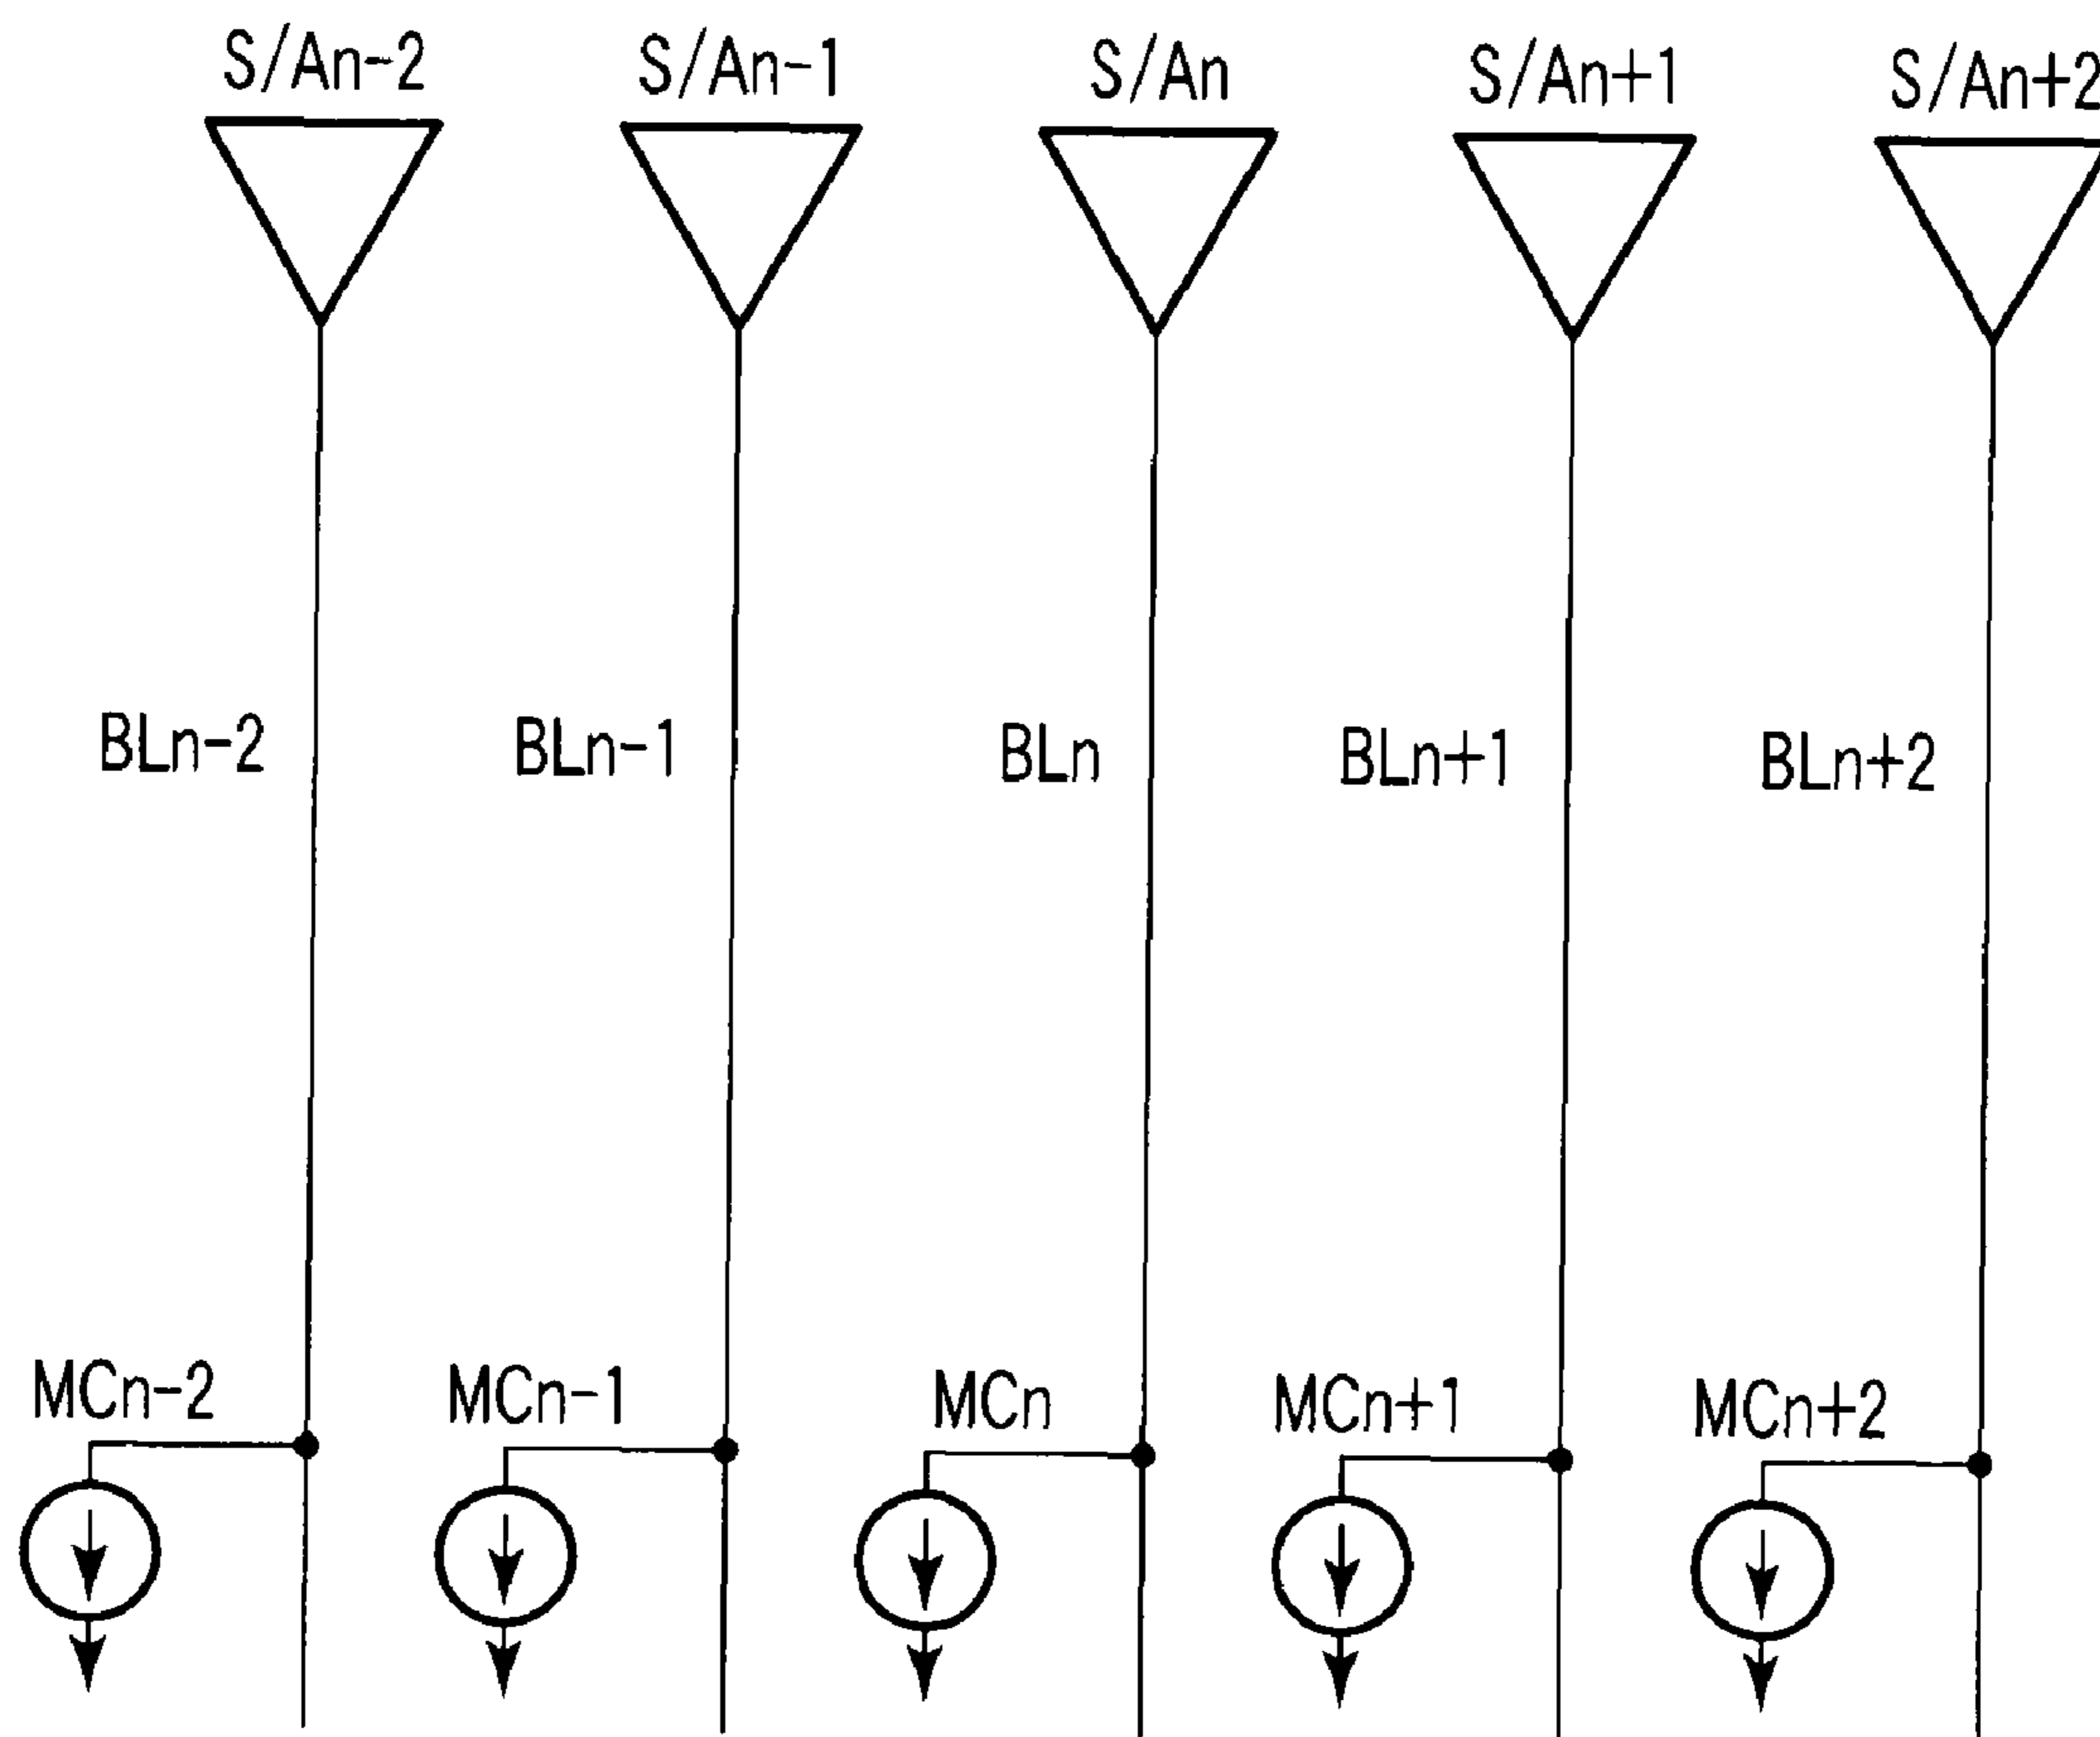 S/An-2 S/An-1 S/An S/An+1 S/An+2
BLn-2 BLn-1 BLn BLn+1 BLn+2
MCn-2 MCn-1 MCn MCn+1 MCn+2